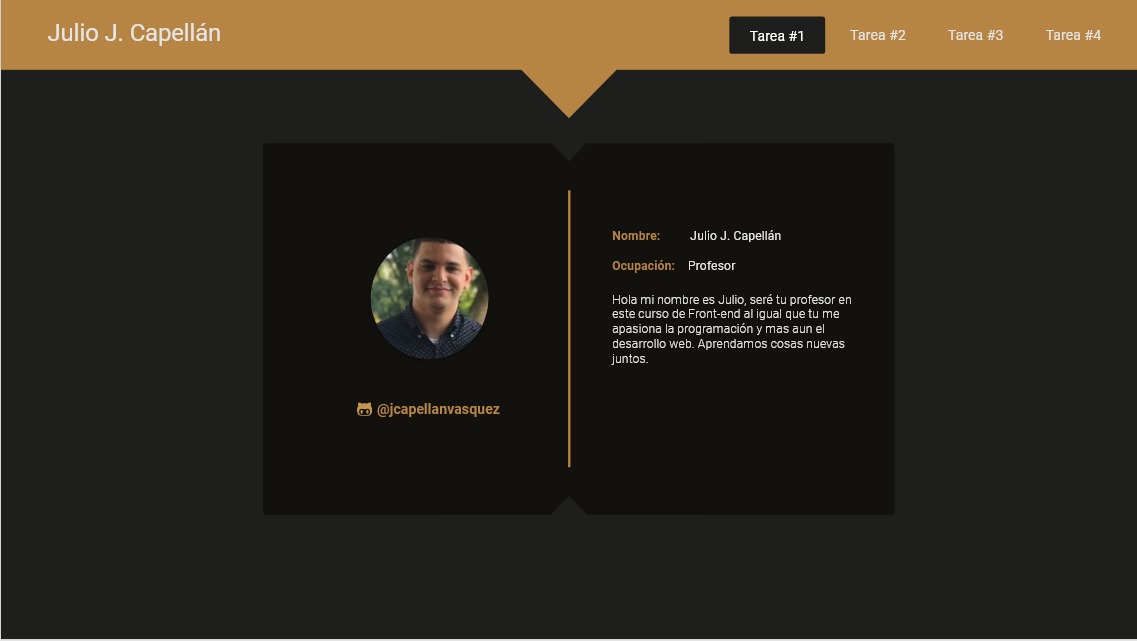 Julio J. Capellán
Tarea #1 Tarea #2 Tarea #3 Tarea #4
Nombre: Julio J. Capellán
Ocupación: Profesor
Hola mi nombre es Julio, seré tu profesor en
este curso de Front-end al igual que tu me
apasiona la programación y mas aun el
desarrollo web. Aprendamos cosas nuevas
juntos.
@jcapellanvasquez